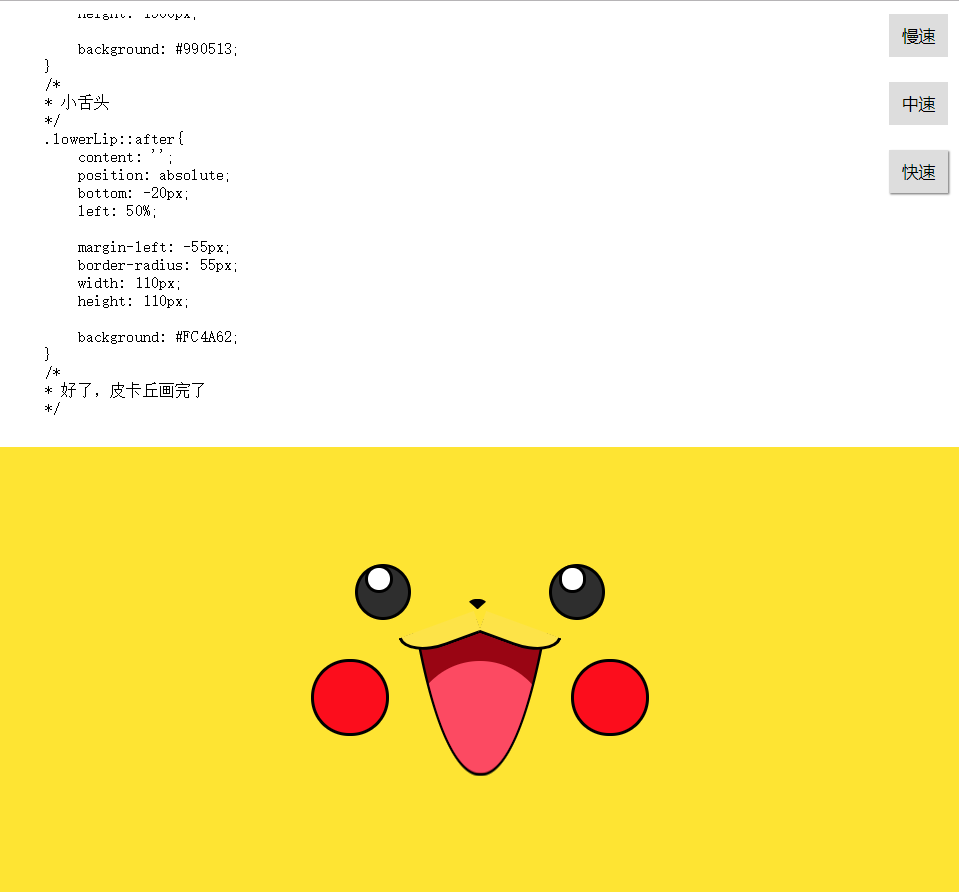 height: 1500px;
background: #990513;
}
/*
* 小舌头
*/
.lowerLip::after{
content: '';
position: absolute;
bottom: -20px;
left: 50%;
margin-left: -55px;
border-radius: 55px;
width: 110px;
height: 110px;
background: #FC4A62;
}
/*
* 好了，皮卡丘画完了
*/
慢速
中速
快速